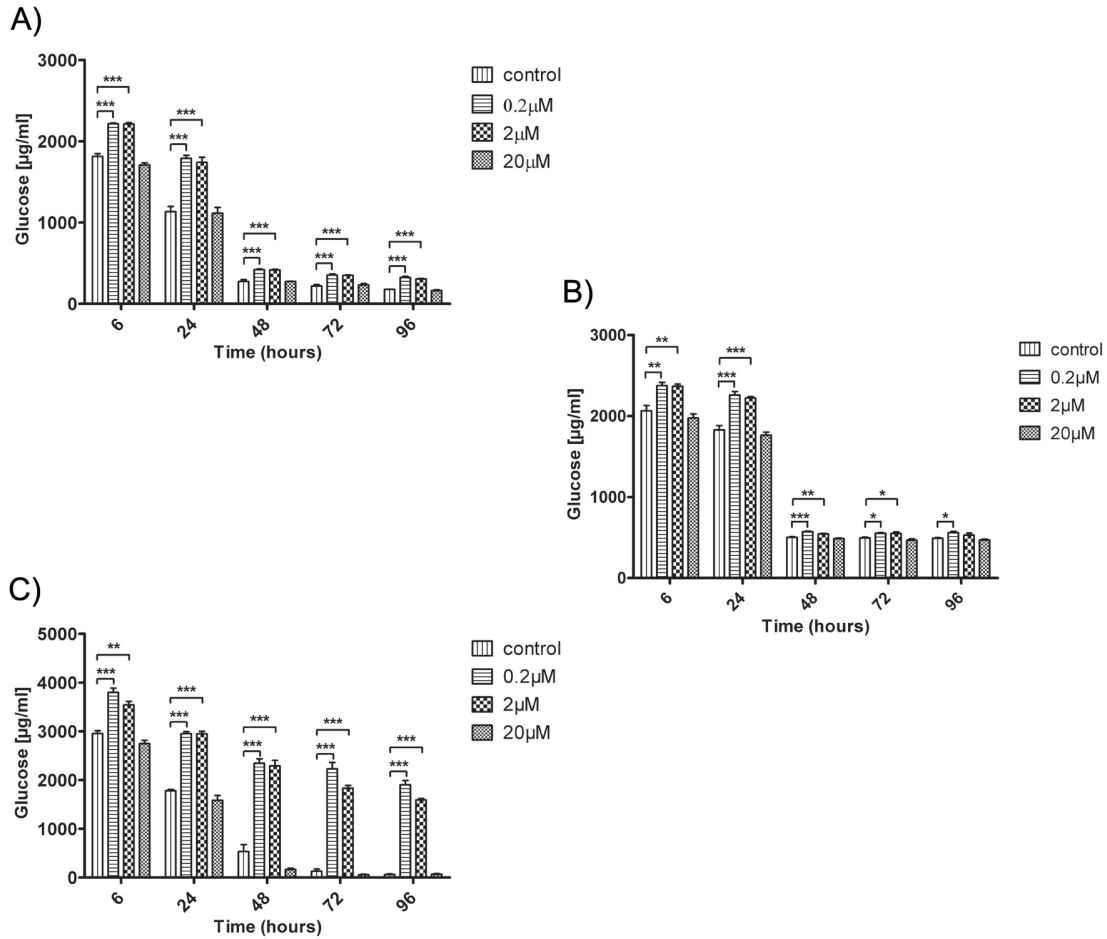 A)
3000
2000
1000
0
Glucose [µg/ml]
*** *** *** *** ***
*** *** *** *** ***
6 24 48 72 96
Time (hours)
control
0.2µM
2µM
20µM
B)
3000
2000
1000
0
Glucose [µg/ml]
** *** ** *
** *** *** * *
6 24 48 72 96
Time (hours)
control
0.2µM
2µM
20µM
C)
5000
4000
3000
2000
1000
0
Glucose [µg/ml]
** *** *** *** ***
*** *** *** *** ***
6 24 48 72 96
Time (hours)
control
0.2µM
2µM
20µM